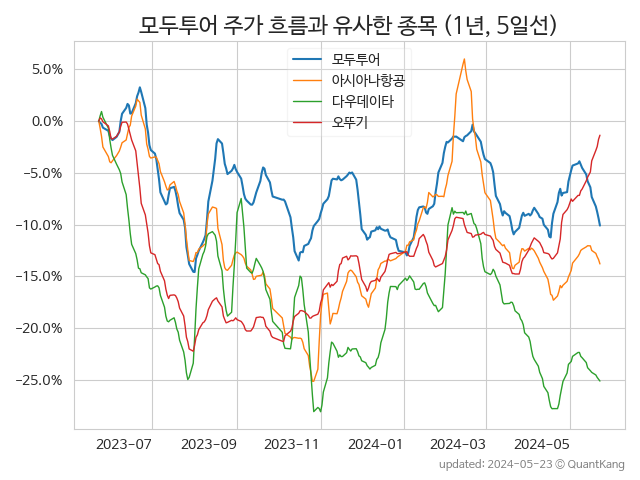 모두투어 주가 흐름과 유사한 종목 (1년, 5일선)
모두투어
아시아나항공
다우데이타
오뚜기
5.0%
0.0%
−5.0%
−10.0%
−15.0%
−20.0%
−25.0%
2023−07 2023−09 2023−11 2024−01 2024−03 2024−05
updated: 2024-05-23 ⓒ QuantKang